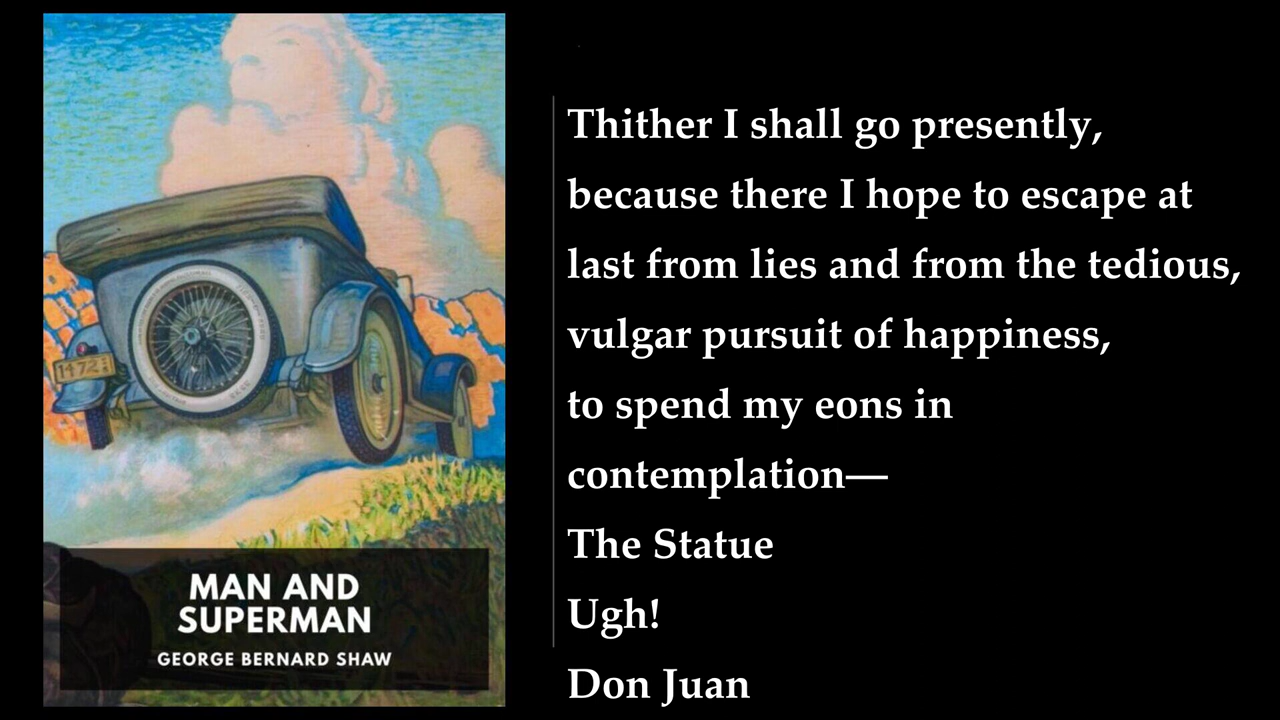 1472
MAN AND
SUPERMAN
GEORGE BERNARD SHAW
Thither I shall go presently,
because there I hope to escape at
last from lies and from the tedious,
vulgar pursuit of happiness,
to spend my eons in
contemplation—
The Statue
Ugh!
Don Juan